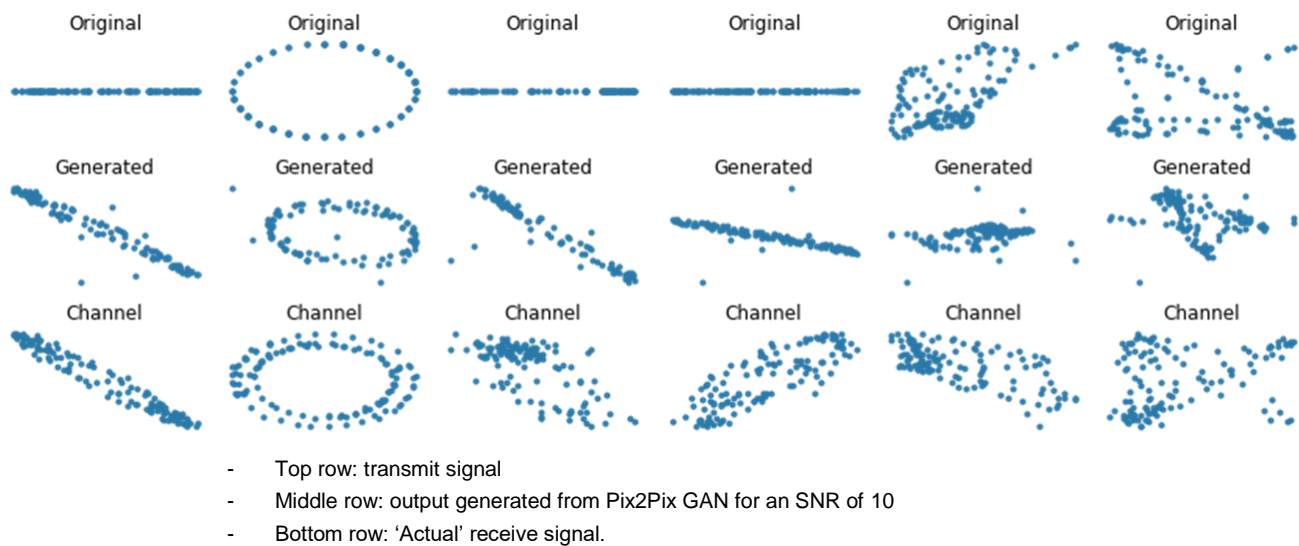 Original Original Original Original Original Original
Generated Generated Generated Generated Generated Generated
Channel Channel Channel Channel Channel Channel
- Top row: transmit signal
- Middle row: output generated from Pix2Pix GAN for an SNR of 10
- Bottom row: ‘Actual’ receive signal.